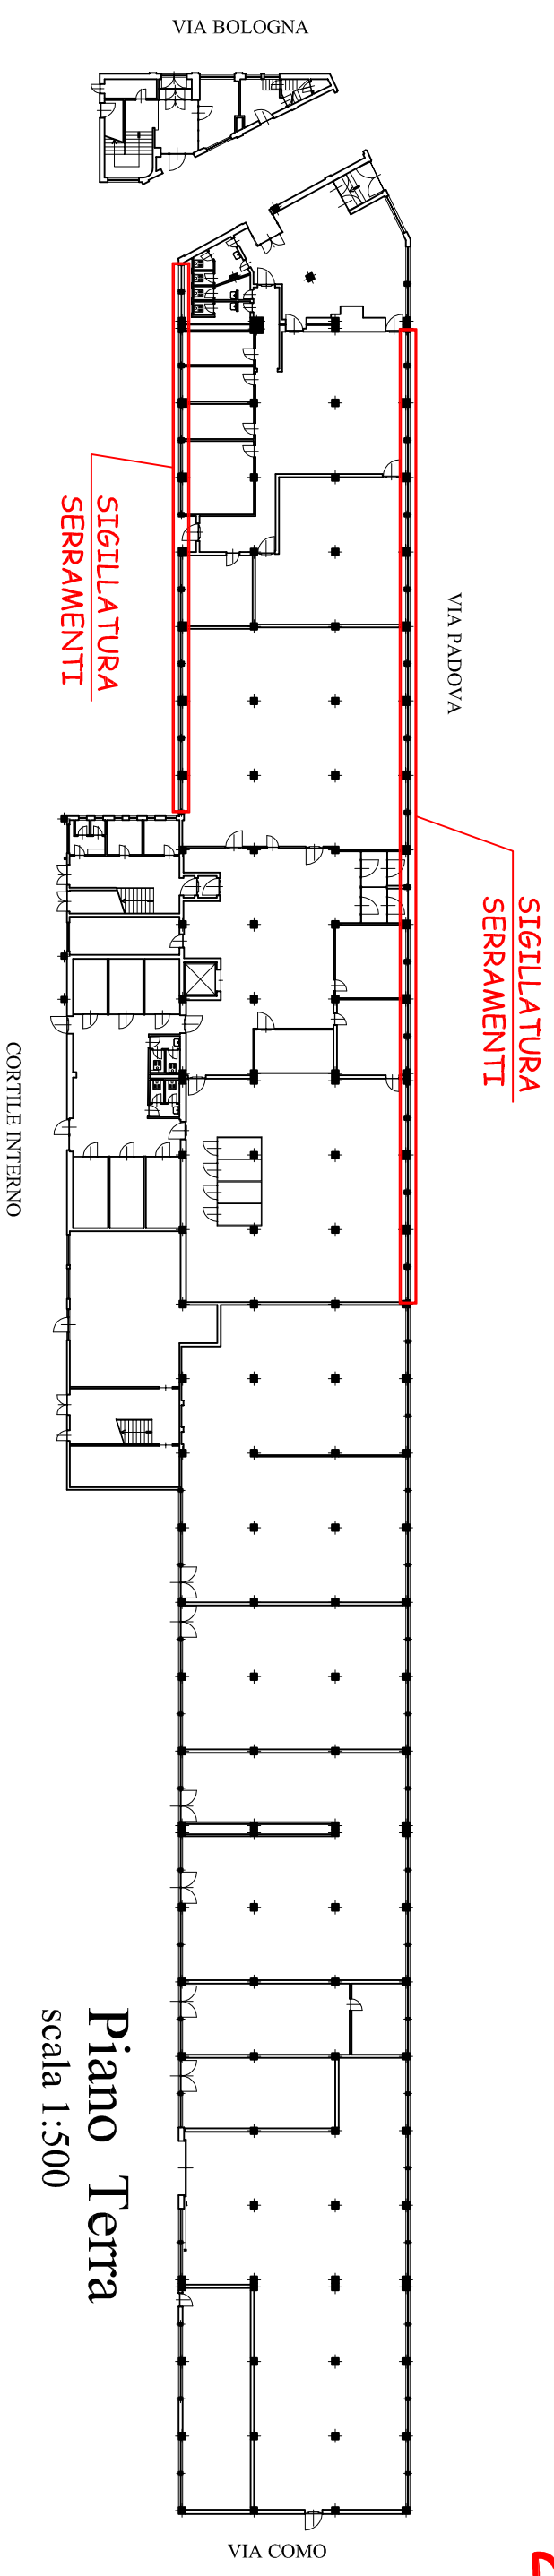 VIA BOLOGNA
SIGILLATURA
SERRAMENTI
VIA PADOVA
SIGILLATURA
SERRAMENTI
CORTILE INTERNO
Piano Terra
scala 1:500
VIA COMO